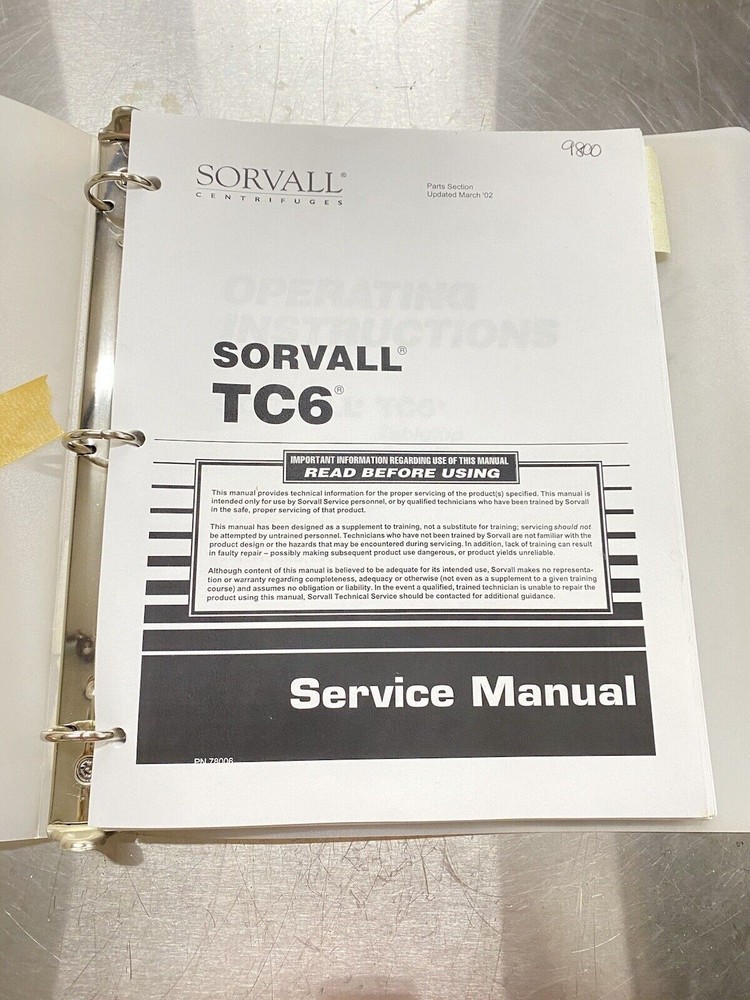 9800
SORVALL®
CENTRIFUGES
Parts Section
Updated March '02
OPERATING
INSTRUCTIONS
SORVALL®
TC6®
IMPORTANT INFORMATION REGARDING USE OF THIS MANUAL
READ BEFORE USING
This manual provides technical information for the proper servicing of the product(s) specified. This manual is
intended only for use by Sorvall Service personnel, or by qualified technicians who have been trained by Sorvall
in the safe, proper servicing of that product.
This manual has been designed as a supplement to training, not a substitute for training; servicing should not
be attempted by untrained personnel. Technicians who have not been trained by Sorvall are not familiar with the
product design or the hazards that may be encountered during servicing. In addition, lack of training can result
in faulty repair – possibly making subsequent product use dangerous, or product yields unreliable.
Although content of this manual is believed to be adequate for its intended use, Sorvall makes no representa-
tion or warranty regarding completeness, adequacy or otherwise (not even as a supplement to a given training
course) and assumes no obligation or liability. In the event a qualified, trained technician is unable to repair the
product using this manual, Sorvall Technical Service should be contacted for additional guidance.
Service Manual
PN 78006